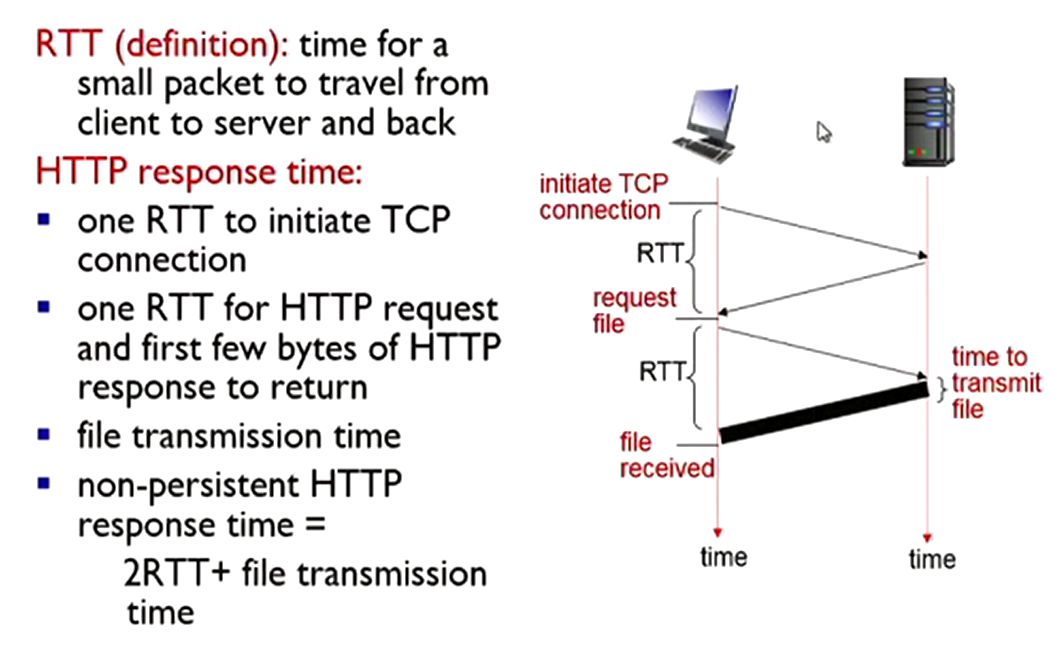 RTT (definition): time for a
small packet to travel from
client to server and back
HTTP response time:
▪ one RTT to initiate TCP
connection
▪ one RTT for HTTP request
and first few bytes of HTTP
response to return
▪ file transmission time
▪ non-persistent HTTP
response time =
2RTT+ file transmission
time
initiate TCP
connection
RTT
request
file
RTT
time to
transmit
file
file
received
time
time